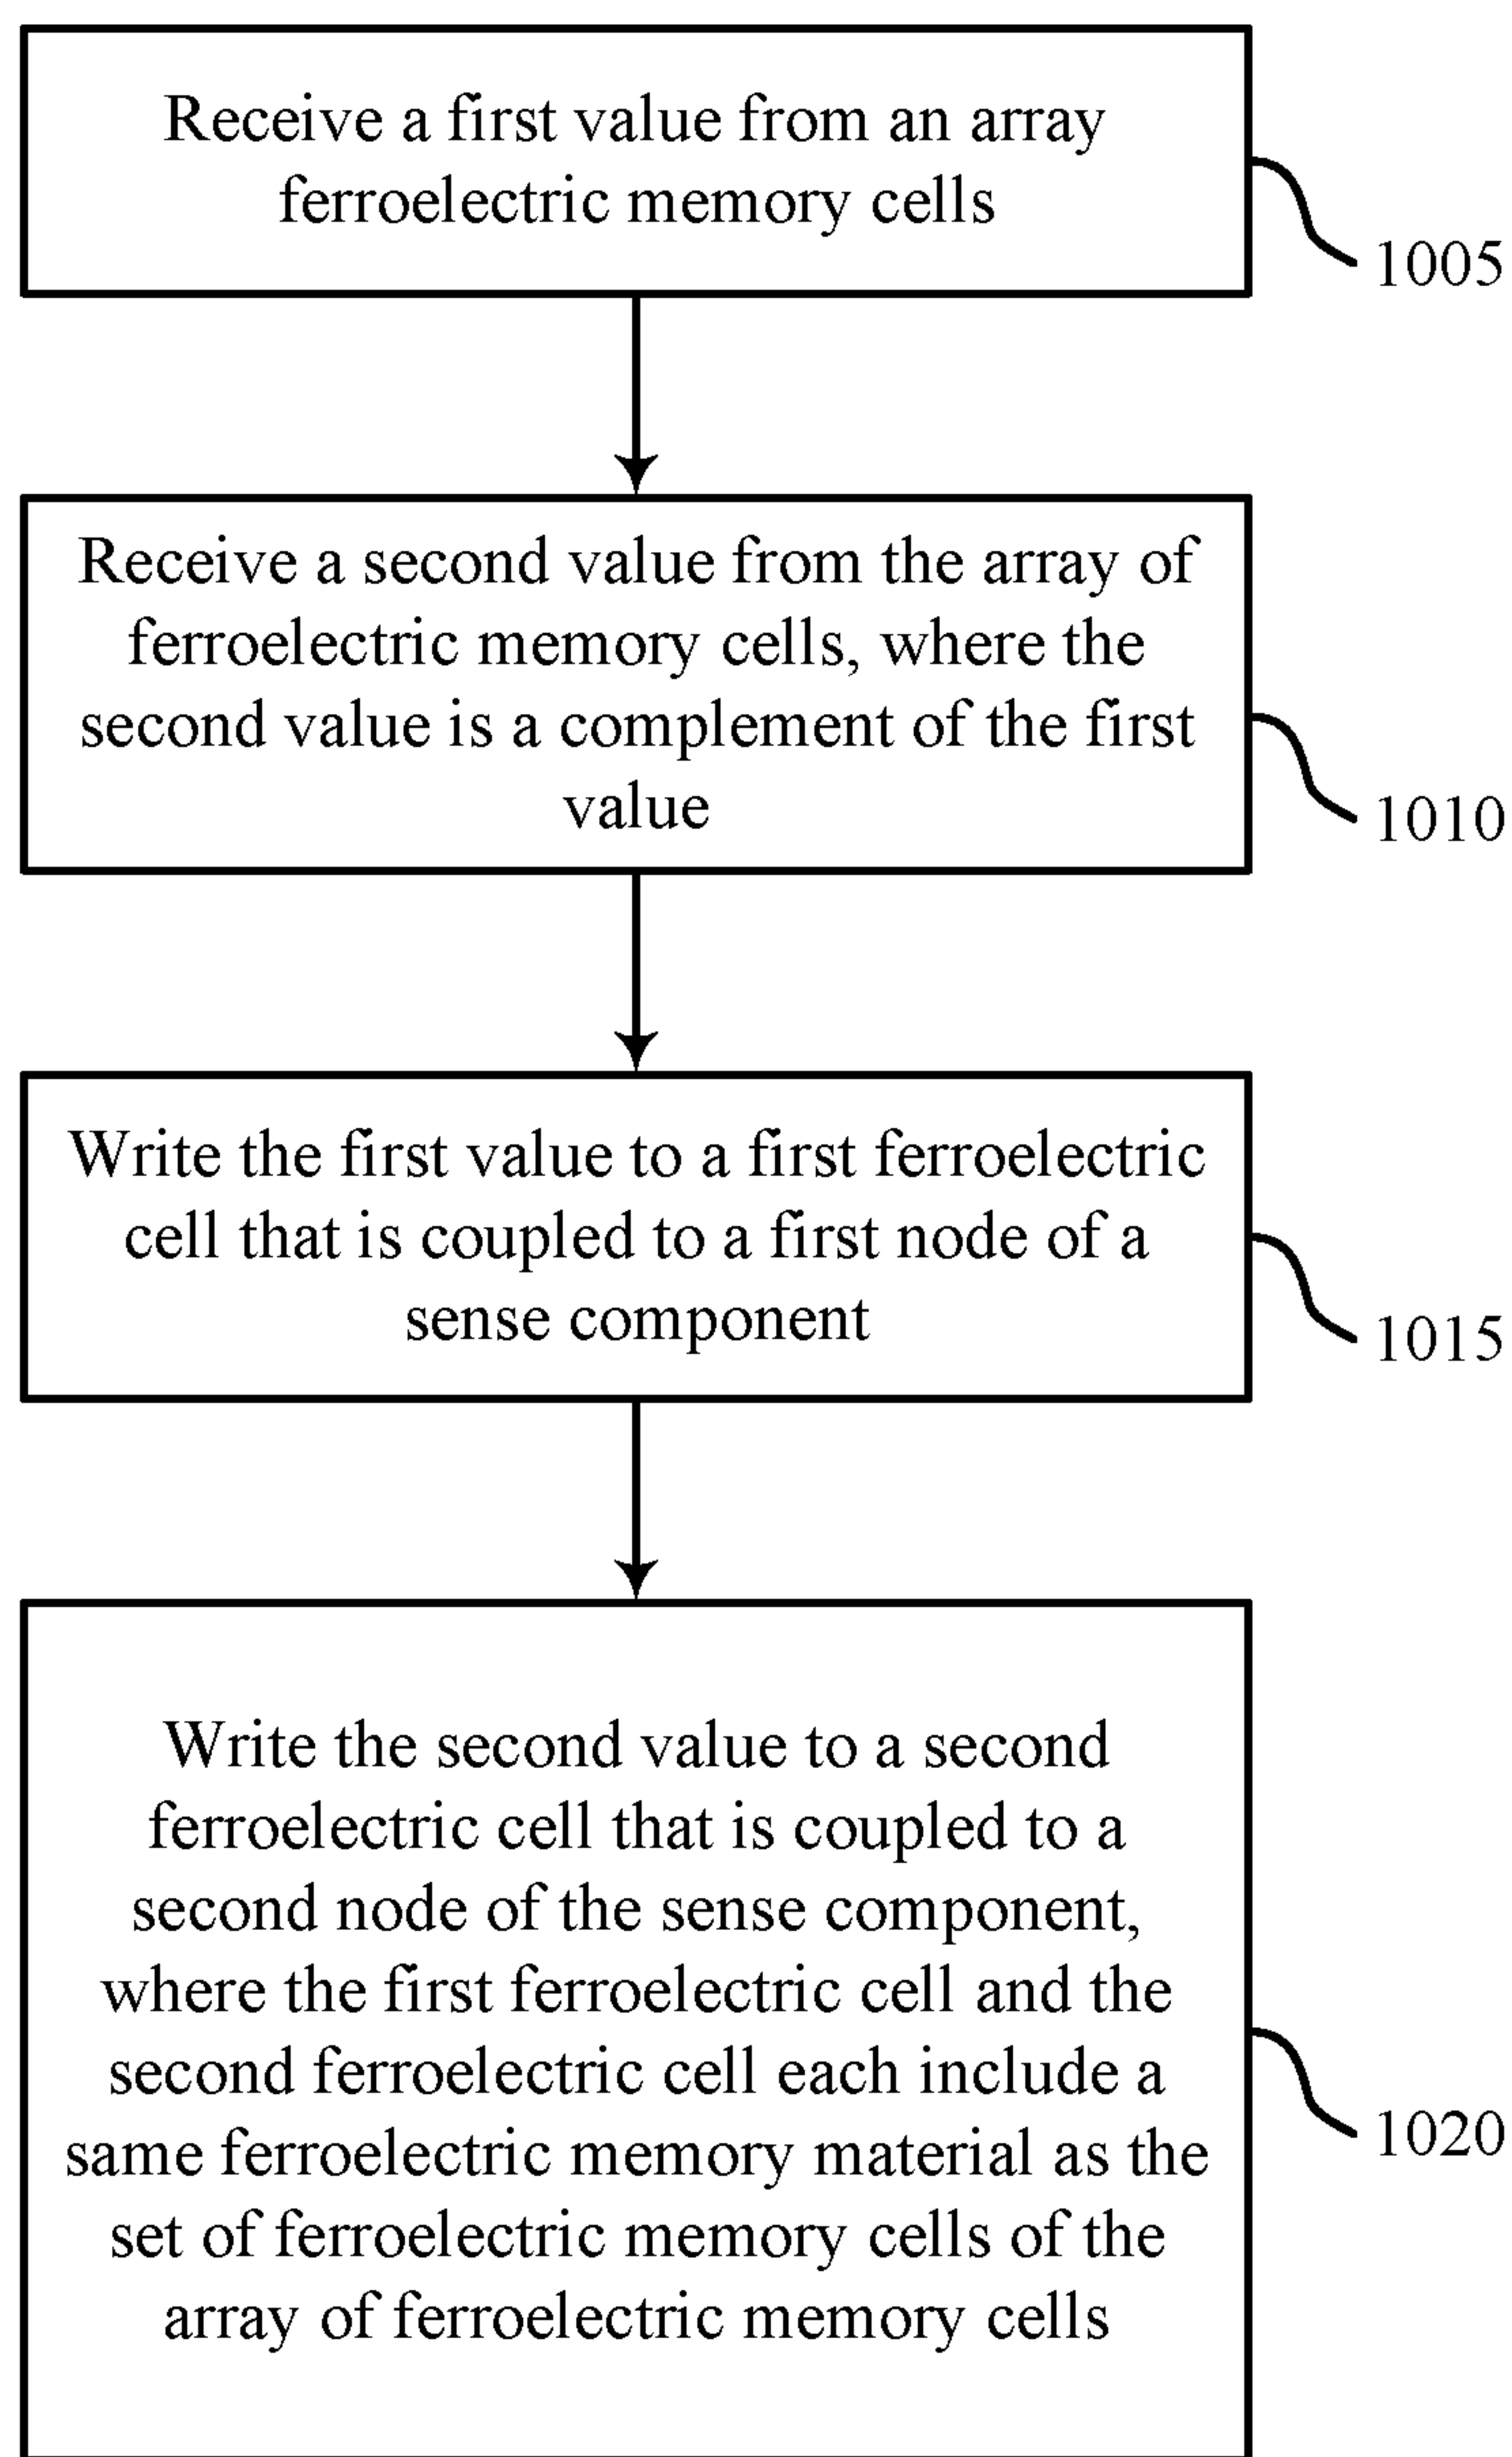 Receive a first value from an array
ferroelectric memory cells
1005
Receive a second value from the array of
ferroelectric memory cells, where the
second value is a complement of the first
value
1010
Write the first value to a first ferroelectric
cell that is coupled to a first node of a
sense component
1015
Write the second value to a second
ferroelectric cell that is coupled to a
second node of the sense component,
where the first ferroelectric cell and the
second ferroelectric cell each include a
same ferroelectric memory material as the
set of ferroelectric memory cells of the
array of ferroelectric memory cells
1020